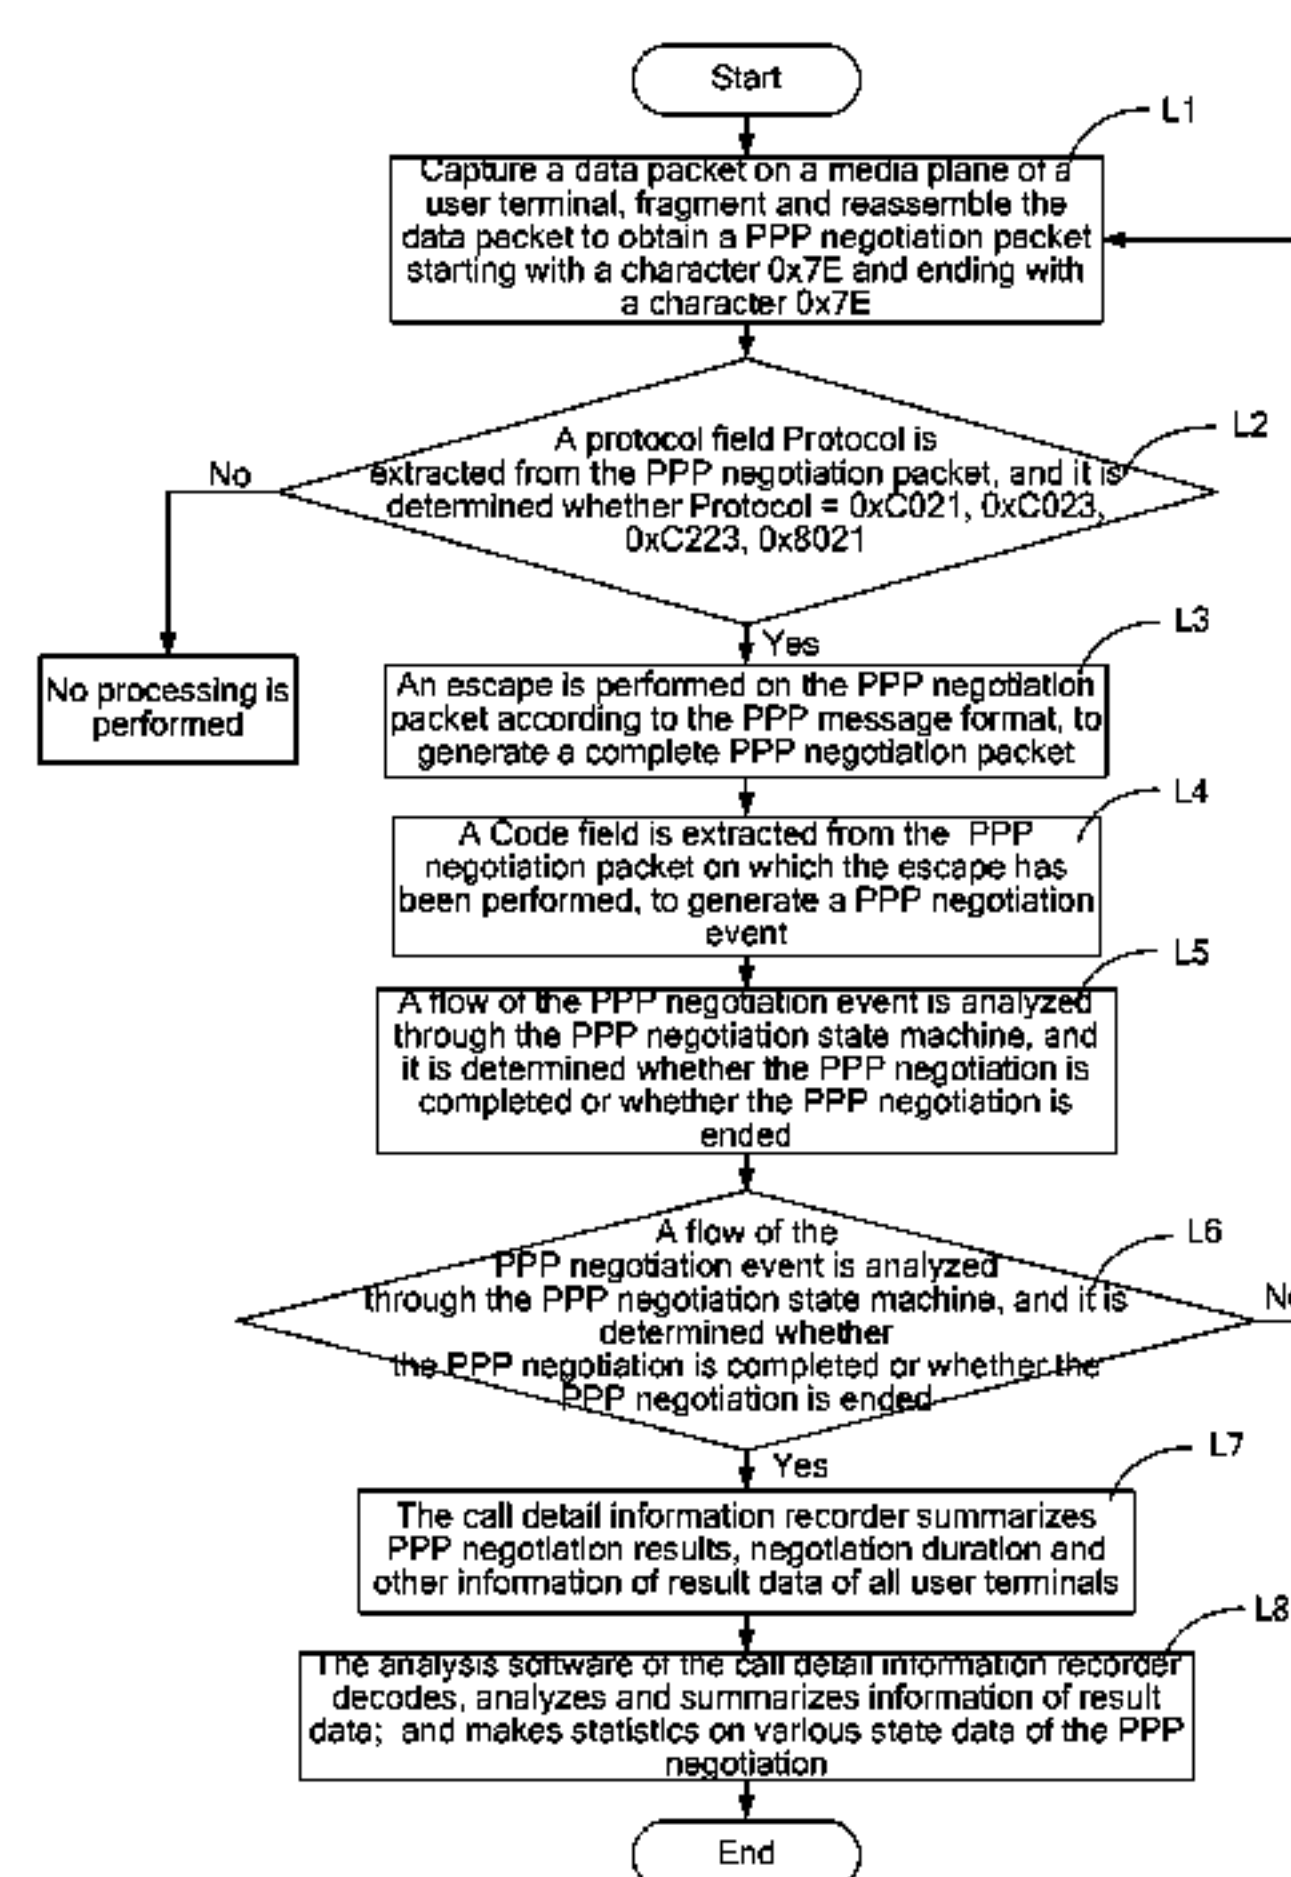 Start
L1
Capture a data packet on a media plane of a
user terminal, fragment and reassemble the
data packet to obtain a PPP negotiation packet
starting with a character 0x7E and ending with
a character 0x7E
L2
A protocol field Protocol is
extracted from the PPP negotiation packet, and it is
determined whether Protocol = 0xC021, 0xC023,
0xC223, 0x8021
No
No processing is
performed
Yes
L3
An escape is performed on the PPP negotiation
packet according to the PPP message format, to
generate a complete PPP negotiation packet
L4
A Code field is extracted from the PPP
negotiation packet on which the escape has
been performed, to generate a PPP negotiation
event
L5
A flow of the PPP negotiation event is analyzed
through the PPP negotiation state machine, and
it is determined whether the PPP negotiation is
completed or whether the PPP negotiation is
ended
L6
A flow of the
PPP negotiation event is analyzed
through the PPP negotiation state machine, and it is
determined whether
the PPP negotiation is completed or whether the
PPP negotiation is ended
No
Yes
L7
The call detail information recorder summarizes
PPP negotiation results, negotiation duration and
other information of result data of all user terminals
L8
The analysis software of the call detail information recorder
decodes, analyzes and summarizes information of result
data; and makes statistics on various state data of the PPP
negotiation
End